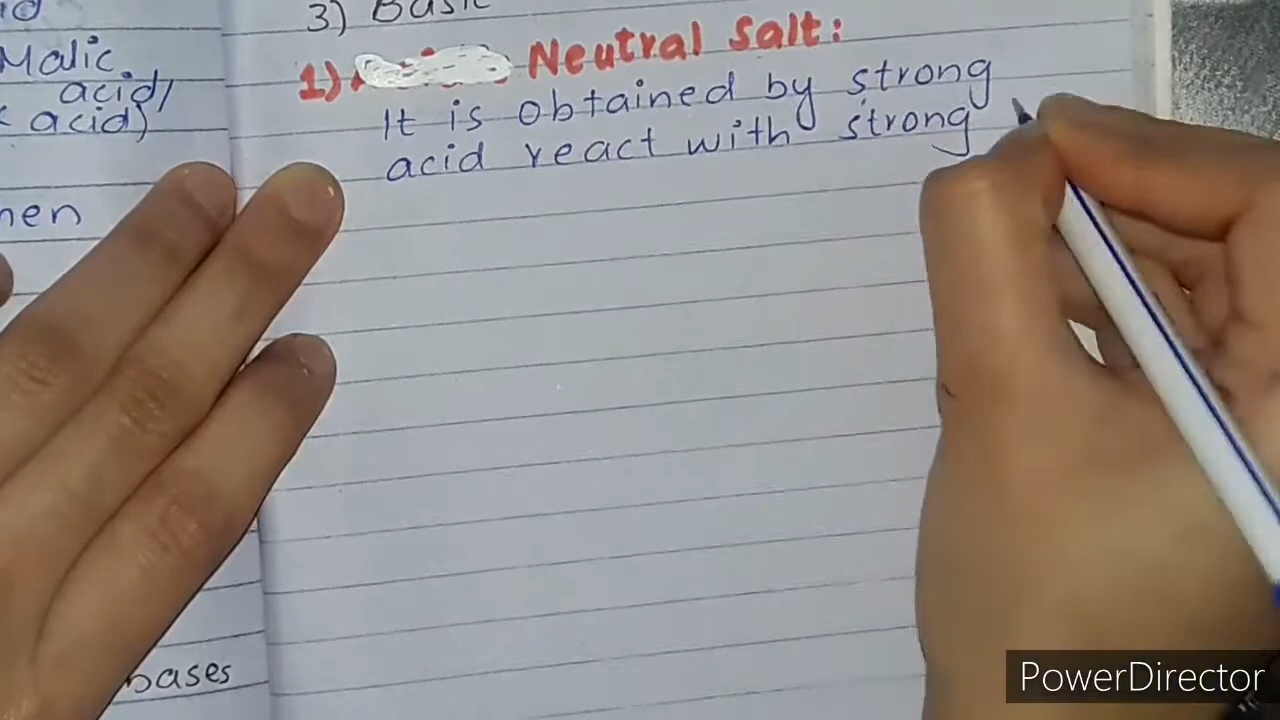 Malic
acid,
acid)
hen
bases
3) Basic
1) Neutral Salt:
It is obtained by strong
acid react with strong
PowerDirector